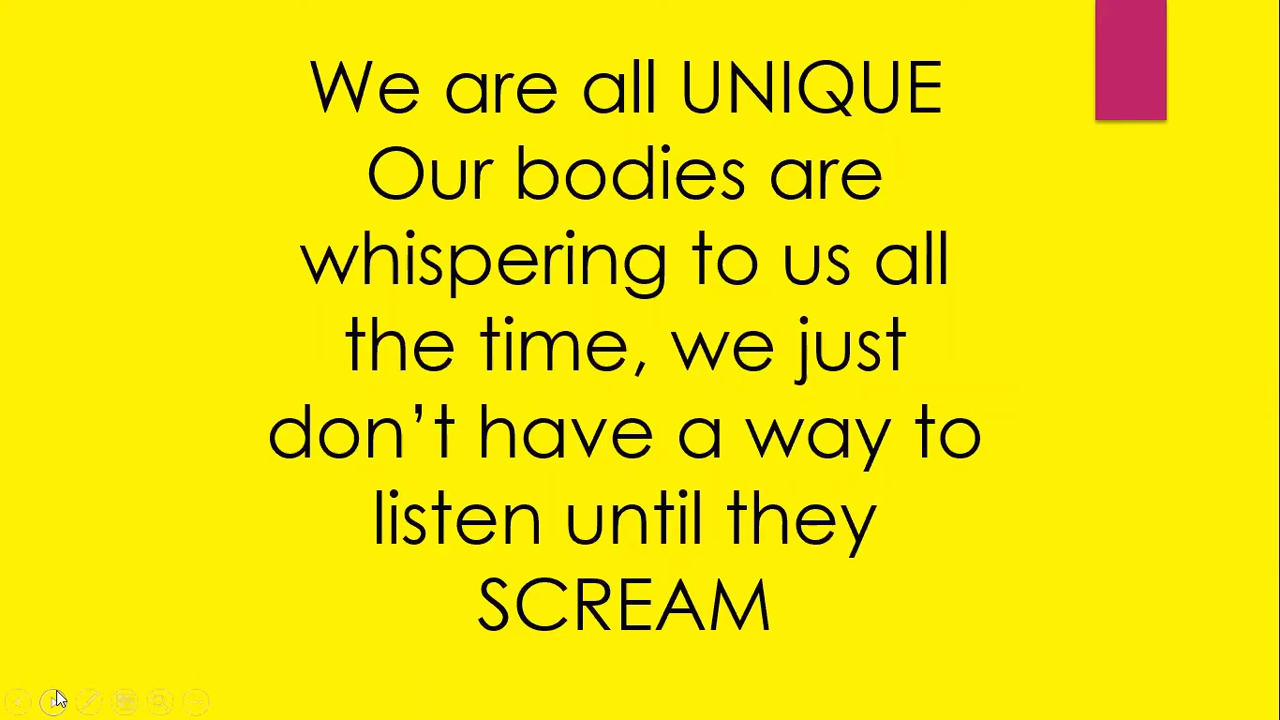 We are all UNIQUE
Our bodies are
whispering to us all
the time, we just
don’t have a way to
listen until they
SCREAM